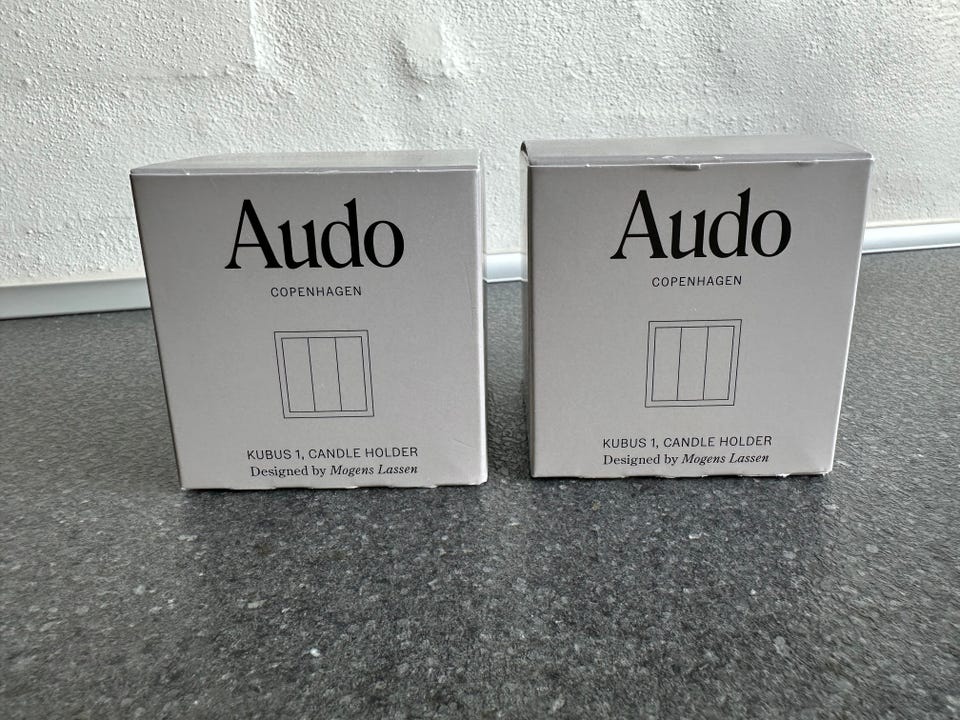 Audo
COPENHAGEN
KUBUS 1, CANDLE HOLDER
Designed by Mogens Lassen
Audo
COPENHAGEN
KUBUS 1, CANDLE HOLDER
Designed by Mogens Lassen